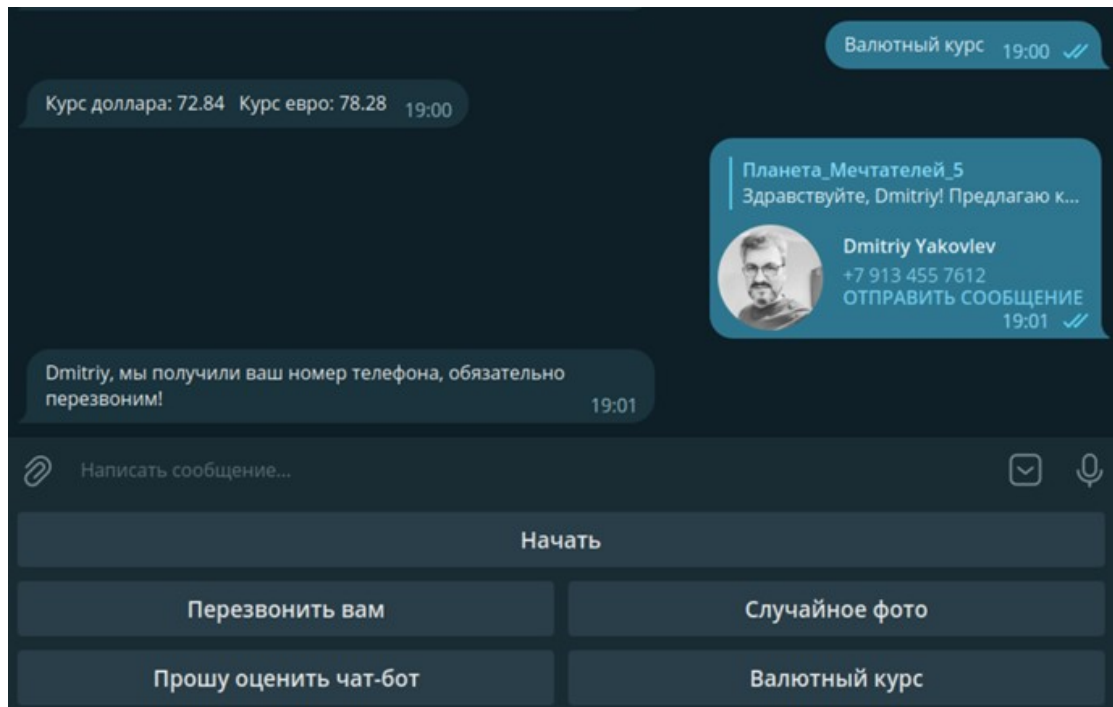 Валютный курс 19:00
Курс доллара: 72.84 Курс евро: 78.28 19:00
Планета_Мечтателей_5
Здравствуйте, Dmitriy! Предлагаю к...
Dmitriy Yakovlev
+7 913 455 7612
ОТПРАВИТЬ СООБЩЕНИЕ
19:01
Dmitriy, мы получили ваш номер телефона, обязательно
перезвоним! 19:01
Написать сообщение...
Начать
Перезвонить вам Случайное фото
Прошу оценить чат-бот Валютный курс